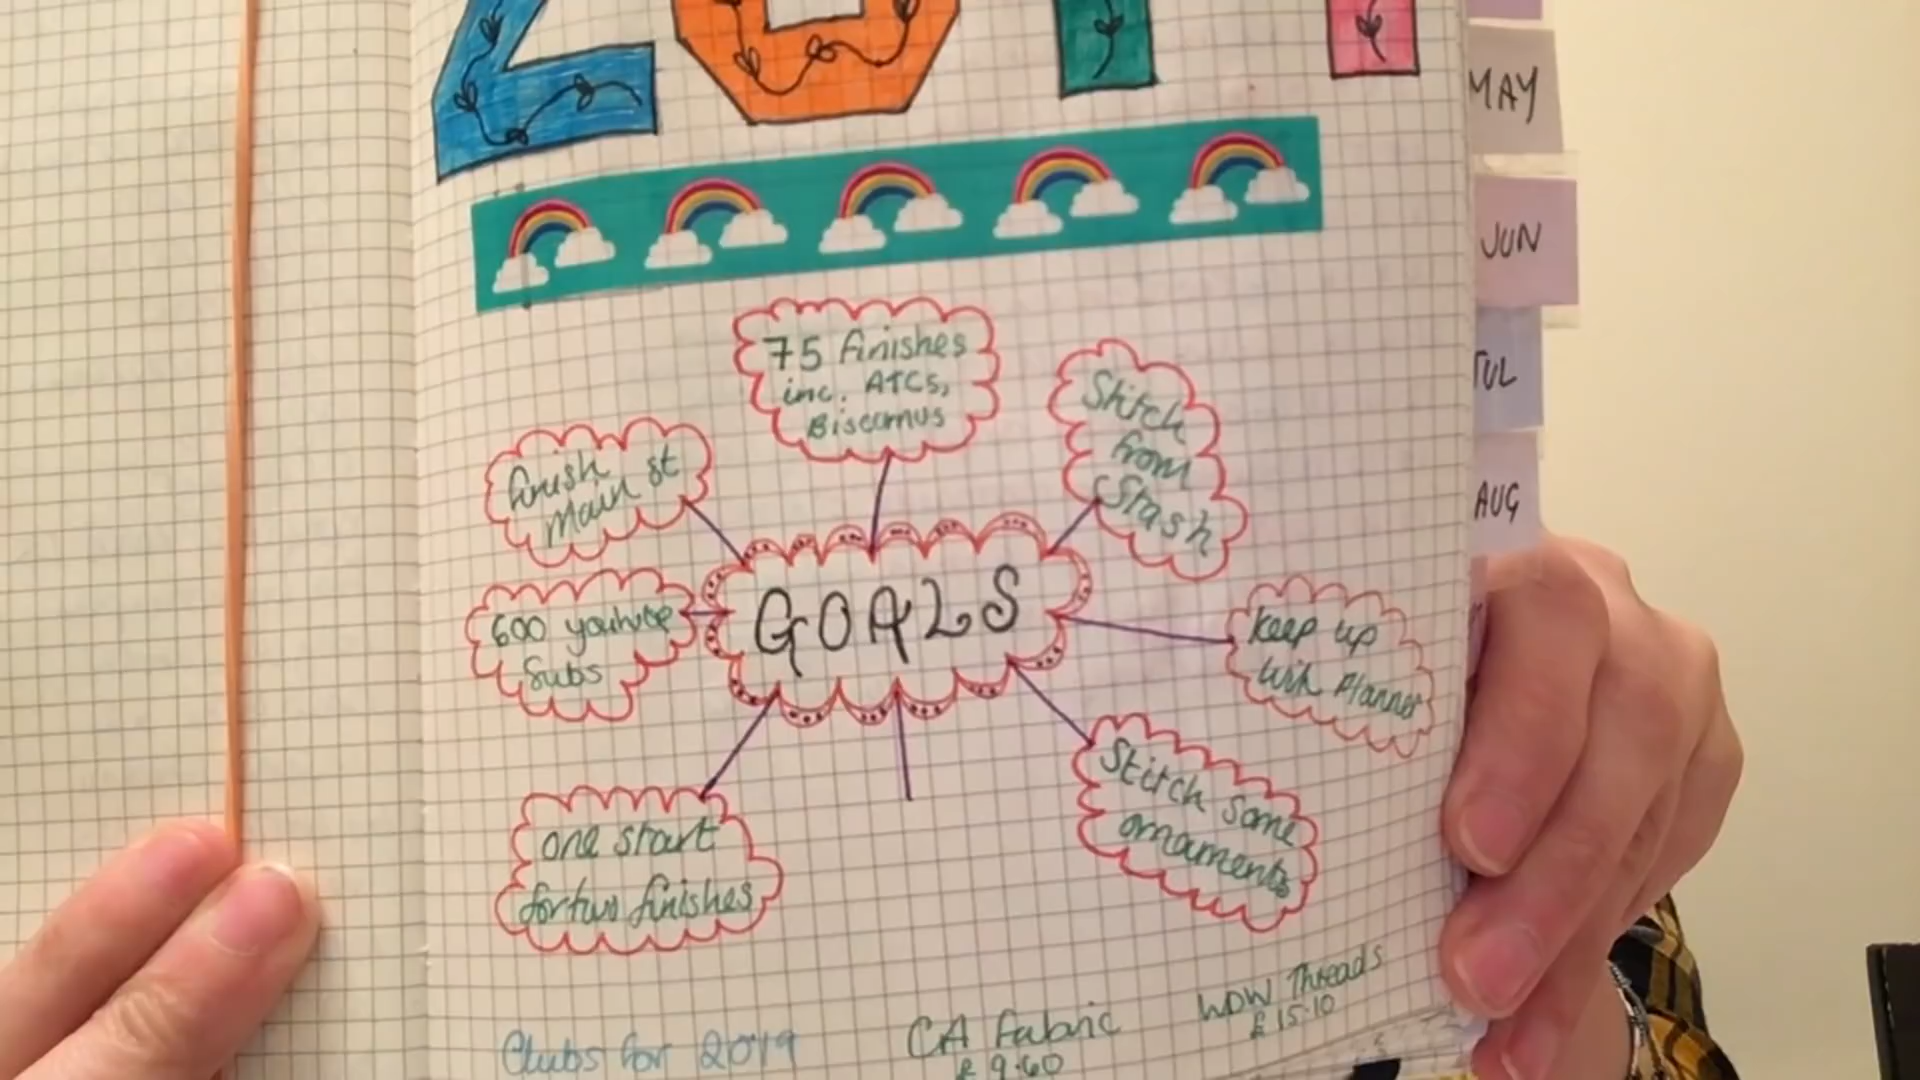 201
MAY
JUN
JUL
AUG
75 finishes
inc. ATCs,
Biscornus
Stitch
from
Stash
finish
Main st
GOALS
600 youtube
Subs
keep up
with Planner
Stitch some
ornaments
one start
for two finishes
Clubs for 2019
CA Fabric
£9.60
WDW Threads
£15.10